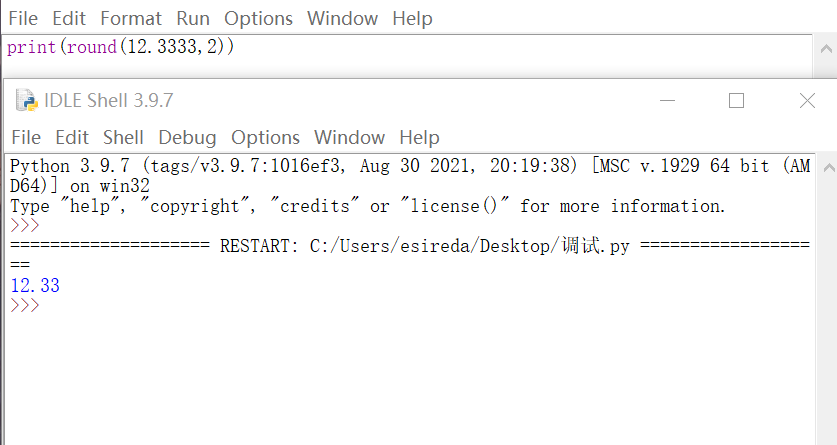 File Edit Format Run Options Window Help
print(round(12.3333,2))
IDLE Shell 3.9.7
File Edit Shell Debug Options Window Help
Python 3.9.7 (tags/v3.9.7:1016ef3, Aug 30 2021, 20:19:38) [MSC v.1929 64 bit (AM
D64)] on win32
Type "help", "copyright", "credits" or "license()" for more information.
>>>
==================== RESTART: C:/Users/esireda/Desktop/调试.py =================
==
12.33
>>>